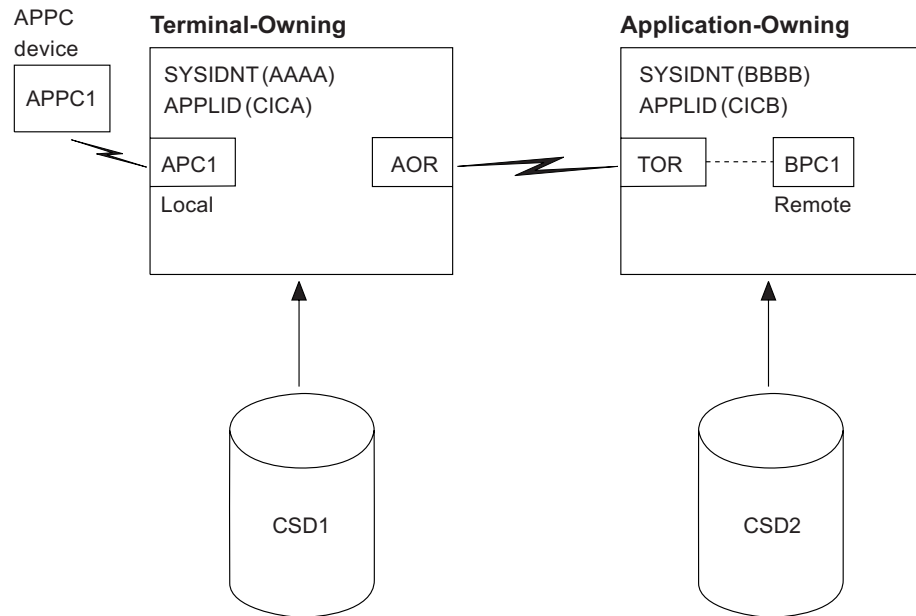 APPC
device
APPC1
Terminal-Owning
SYSIDNT(AAAA)
APPLID(CICA)
APC1
Local
AOR
Application-Owning
SYSIDNT(BBBB)
APPLID(CICB)
TOR
BPC1
Remote
CSD1
CSD2